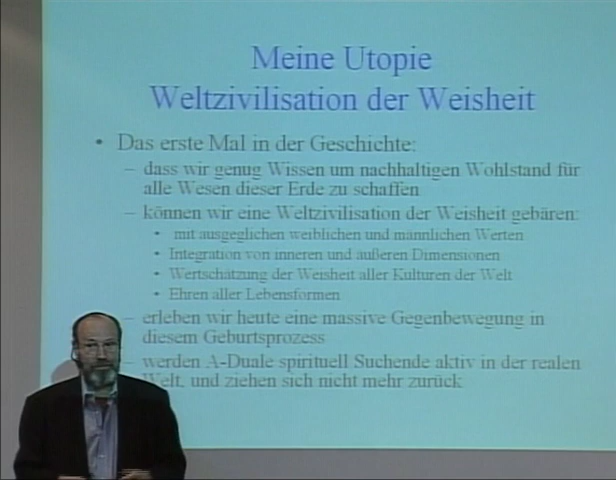 Meine Utopie
Weltzivilisation der Weisheit
• Das erste Mal in der Geschichte:
– dass wir genug Wissen um nachhaltigen Wohlstand für
alle Wesen dieser Erde zu schaffen
– können wir eine Weltzivilisation der Weisheit gebären:
• mit ausgeglichen weiblichen und männlichen Werten
• Integration von inneren und äußeren Dimensionen
• Wertschätzung der Weisheit aller Kulturen der Welt
• Ehren aller Lebensformen
– erleben wir heute eine massive Gegenbewegung in
diesem Geburtsprozess
– werden A-Duale spirituell Suchende aktiv in der realen
Welt, und ziehen sich nicht mehr zurück